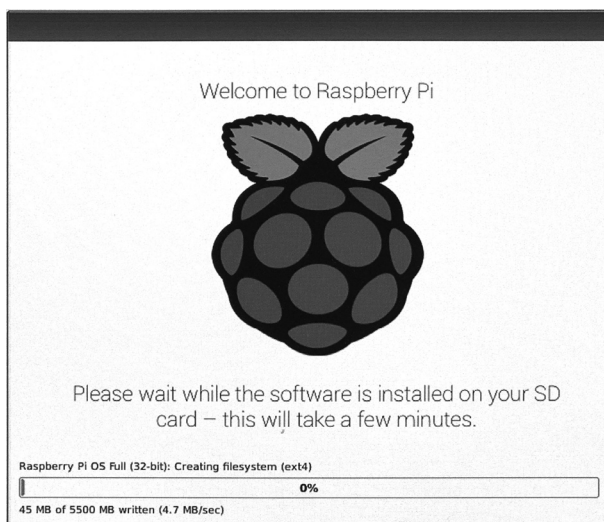 Welcome to Raspberry Pi
Please wait while the software is installed on your SD
card – this will take a few minutes.
Raspberry Pi OS Full (32-bit): Creating filesystem (ext4)
0%
45 MB of 5500 MB written (4.7 MB/sec)